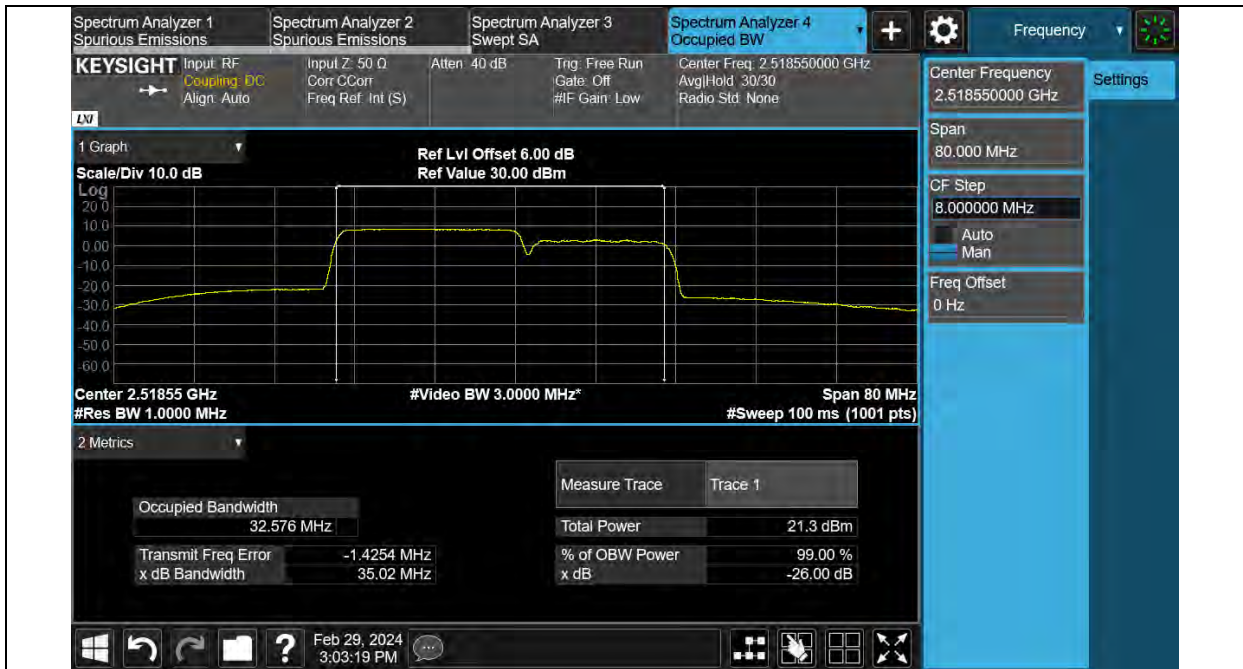 Spectrum Analyzer 1
Spurious Emissions
Spectrum Analyzer 2
Spurious Emissions
Spectrum Analyzer 3
Swept SA
Spectrum Analyzer 4
Occupied BW
Frequency
KEYSIGHT
LXI
Input: RF
Coupling: DC
Align: Auto
Input Z: 50 Ω
Corr CCorr
Freq Ref: Int (S)
Atten: 40 dB
Trig: Free Run
Gate: Off
#IF Gain: Low
Center Freq: 2.518550000 GHz
Avg|Hold: 30/30
Radio Std: None
Center Frequency
2.518550000 GHz
Settings
Span
80.000 MHz
CF Step
8.000000 MHz
Auto
Man
Freq Offset
0 Hz
1 Graph
Scale/Div 10.0 dB
Ref Lvl Offset 6.00 dB
Ref Value 30.00 dBm
Log
20.0
10.0
0.00
-10.0
-20.0
-30.0
-40.0
-50.0
-60.0
Center 2.51855 GHz
#Video BW 3.0000 MHz*
Span 80 MHz
#Res BW 1.0000 MHz
#Sweep 100 ms (1001 pts)
2 Metrics
Measure Trace
Trace 1
Occupied Bandwidth
32.576 MHz
Total Power
21.3 dBm
Transmit Freq Error
-1.4254 MHz
% of OBW Power
99.00 %
x dB Bandwidth
35.02 MHz
x dB
-26.00 dB
Feb 29, 2024
3:03:19 PM